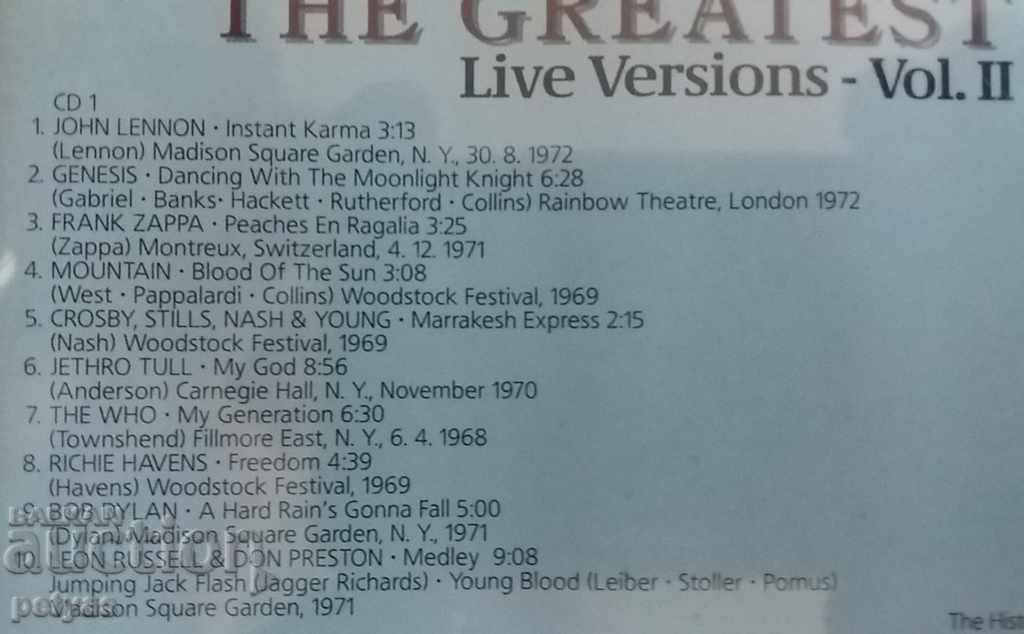 THE GREATEST
Live Versions - Vol. II
CD 1
1. JOHN LENNON · Instant Karma 3:13
(Lennon) Madison Square Garden, N. Y., 30. 8. 1972
2. GENESIS · Dancing With The Moonlight Knight 6:28
(Gabriel · Banks· Hackett · Rutherford · Collins) Rainbow Theatre, London 1972
3. FRANK ZAPPA · Peaches En Ragalia 3:25
(Zappa) Montreux, Switzerland, 4. 12. 1971
4. MOUNTAIN · Blood Of The Sun 3:08
(West · Pappalardi · Collins) Woodstock Festival, 1969
5. CROSBY, STILLS, NASH & YOUNG · Marrakesh Express 2:15
(Nash) Woodstock Festival, 1969
6. JETHRO TULL · My God 8:56
(Anderson) Carnegie Hall, N. Y., November 1970
7. THE WHO · My Generation 6:30
(Townshend) Fillmore East, N. Y., 6. 4. 1968
8. RICHIE HAVENS · Freedom 4:39
(Havens) Woodstock Festival, 1969
9. BOB DYLAN · A Hard Rain's Gonna Fall 5:00
(Dylan) Madison Square Garden, N. Y., 1971
10. LEON RUSSELL & DON PRESTON · Medley 9:08
Jumping Jack Flash (Jagger Richards) · Young Blood (Leiber · Stoller · Pomus)
Madison Square Garden, 1971
The Hist
BALKAN
auction